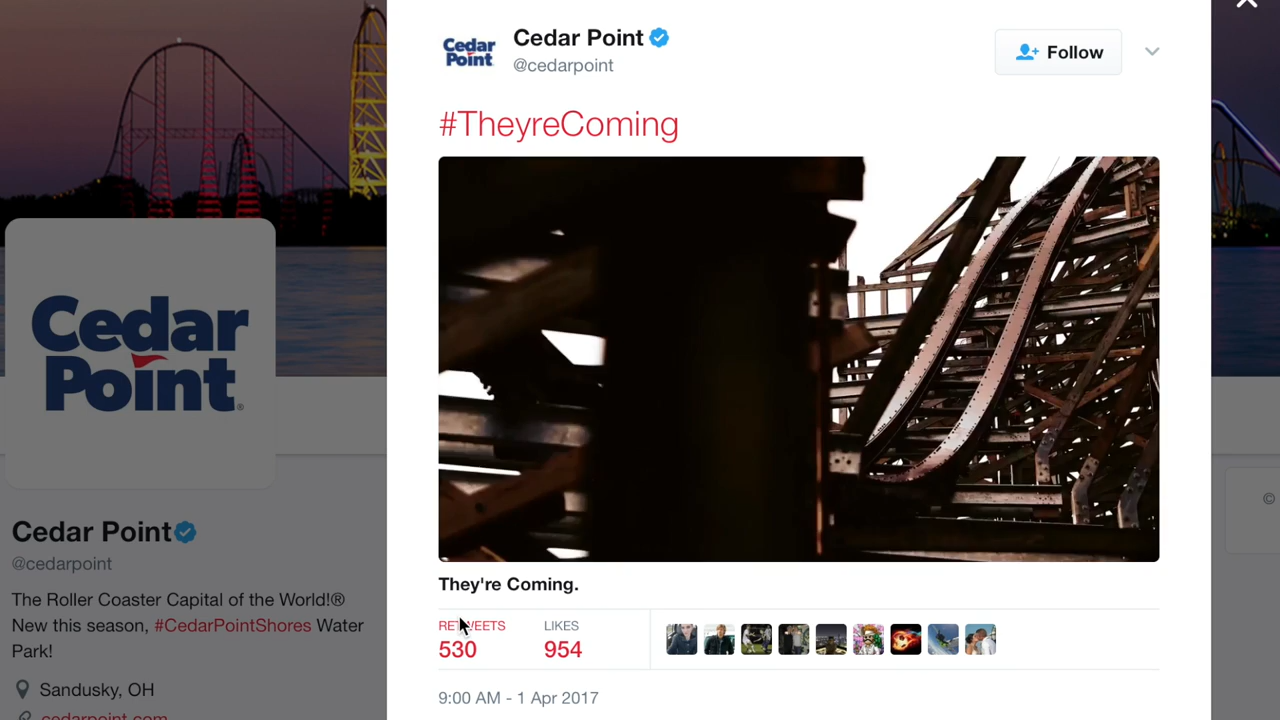 Cedar
Point
Cedar Point
@cedarpoint
Follow
#TheyreComing
They're Coming.
RETWEETS
LIKES
530
954
9:00 AM - 1 Apr 2017
Cedar
Point®
Cedar Point
@cedarpoint
The Roller Coaster Capital of the World!®
New this season, #CedarPointShores Water
Park!
Sandusky, OH
cedarpoint.com
©